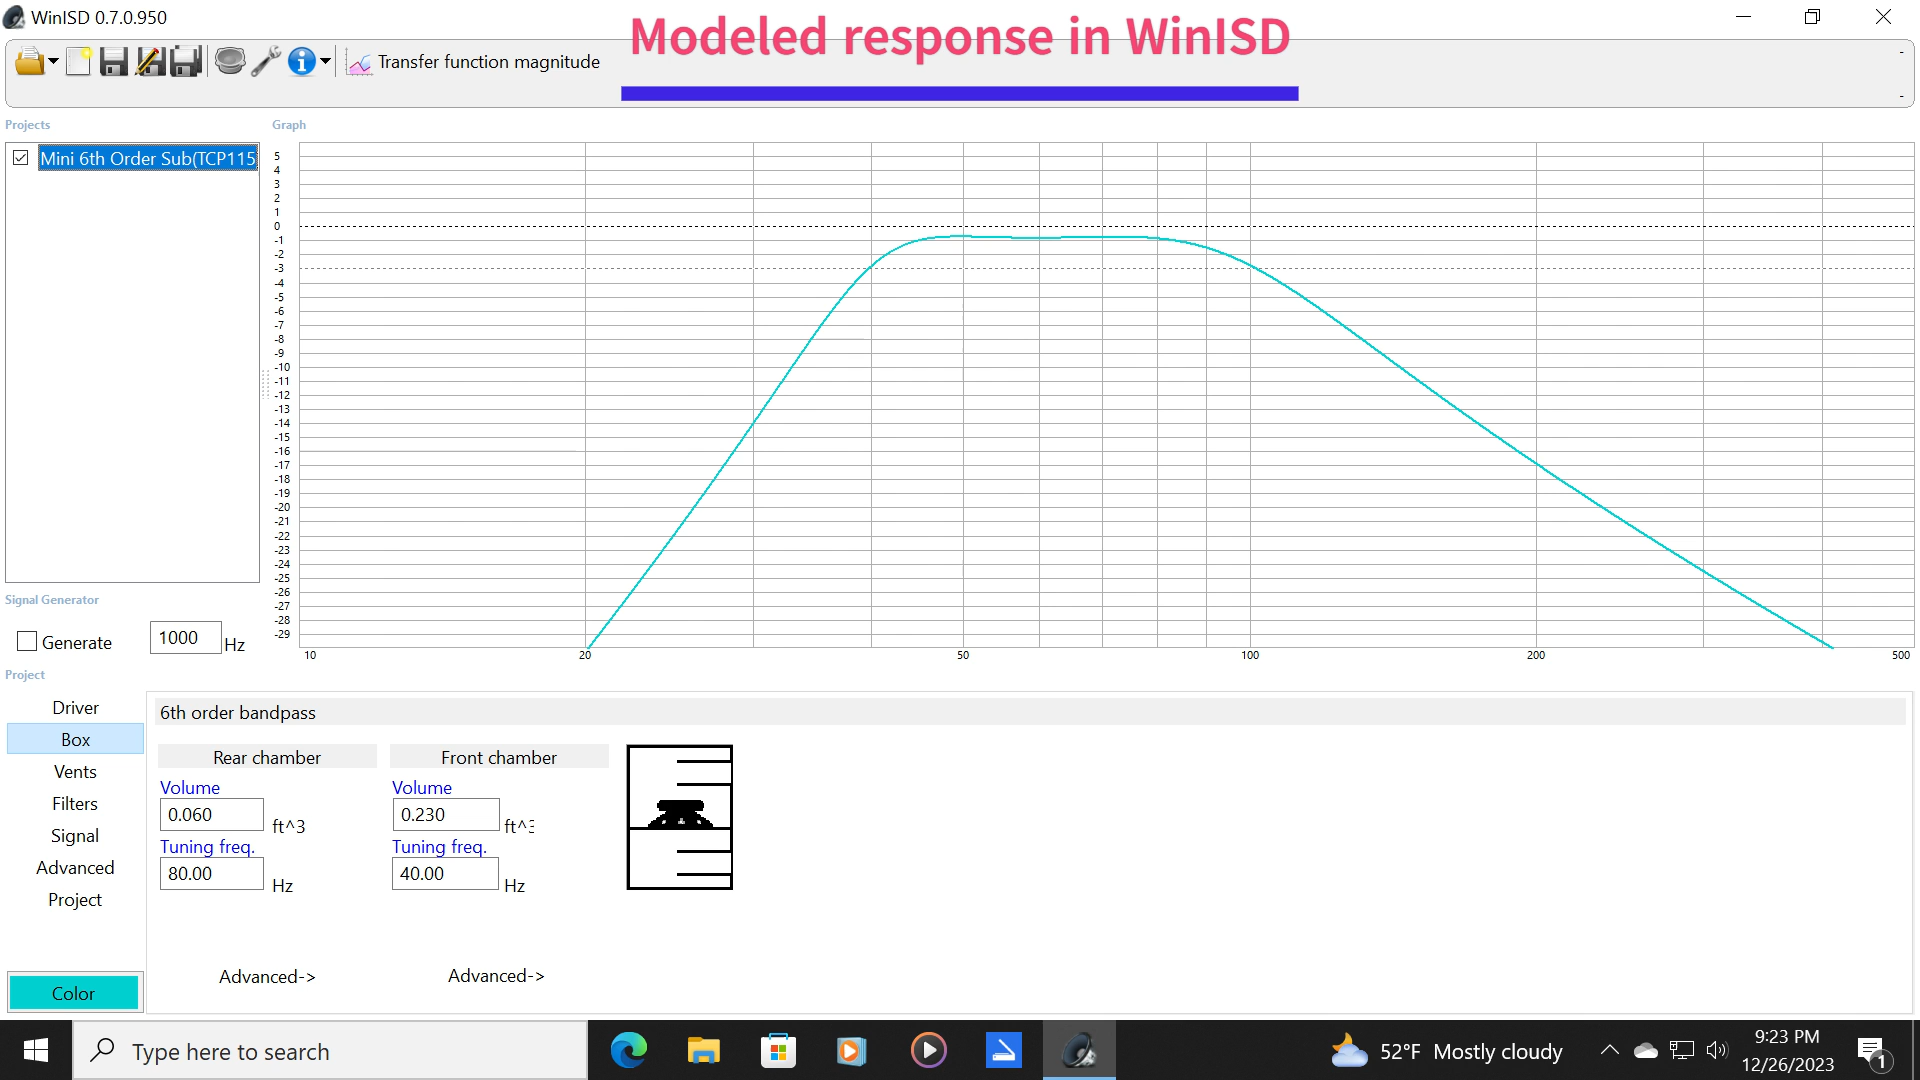 WinISD 0.7.0.950
Modeled response in WinISD
Transfer function magnitude
Projects
Graph
Mini 6th Order Sub(TCP115
5
4
3
2
1
0
-1
-2
-3
-4
-5
-6
-7
-8
-9
-10
-11
-12
-13
-14
-15
-16
-17
-18
-19
-20
-21
-22
-23
-24
-25
-26
-27
-28
-29
10 20 50 100 200 500
Signal Generator
Generate 1000 Hz
Project
Driver
Box
Vents
Filters
Signal
Advanced
Project
Color
6th order bandpass
Rear chamber
Volume
0.060 ft^3
Tuning freq.
80.00 Hz
Advanced->
Front chamber
Volume
0.230 ft^3
Tuning freq.
40.00 Hz
Advanced->
Type here to search
52°F Mostly cloudy
9:23 PM
12/26/2023
1